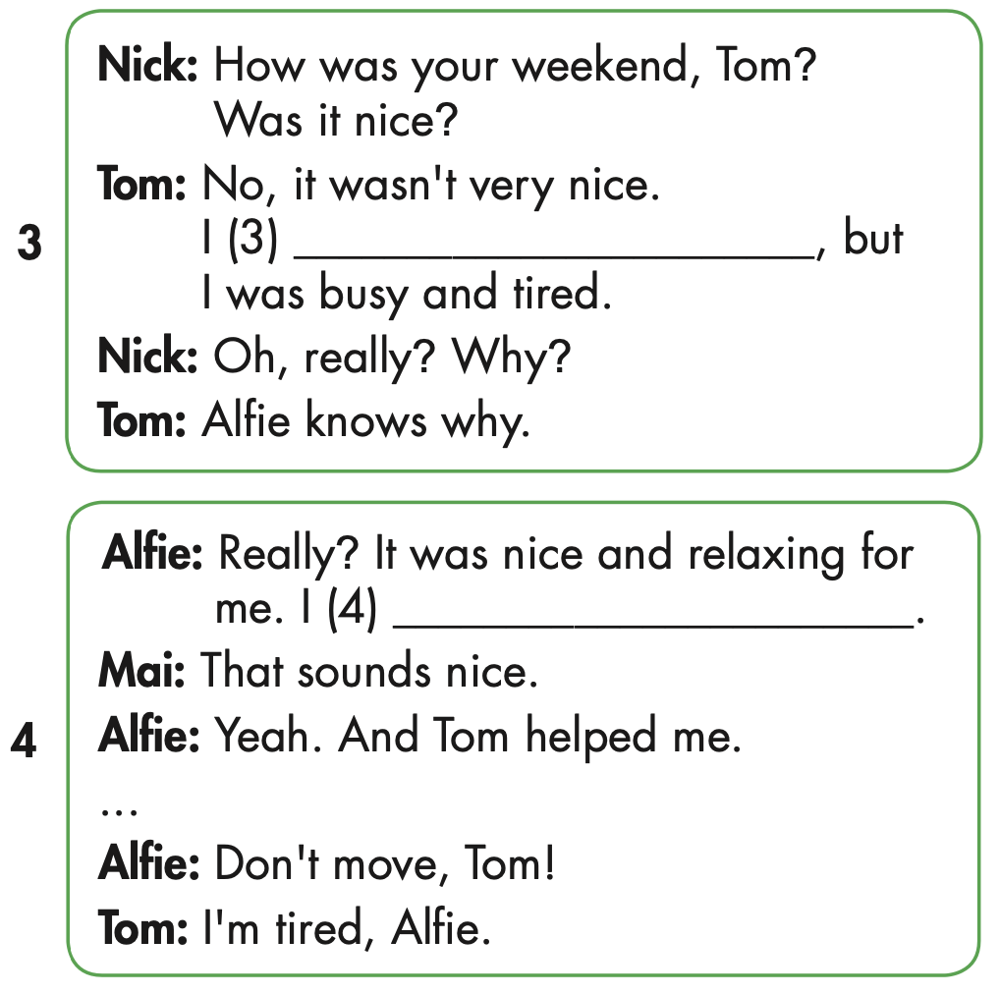 Nick: How was your weekend, Tom?
Was it nice?
Tom: No, it wasn't very nice.
3
I (3) ____________________, but
I was busy and tired.
Nick: Oh, really? Why?
Tom: Alfie knows why.
Alfie: Really? It was nice and relaxing for
me. I (4) ____________________.
Mai: That sounds nice.
4
Alfie: Yeah. And Tom helped me.
...
Alfie: Don't move, Tom!
Tom: I'm tired, Alfie.